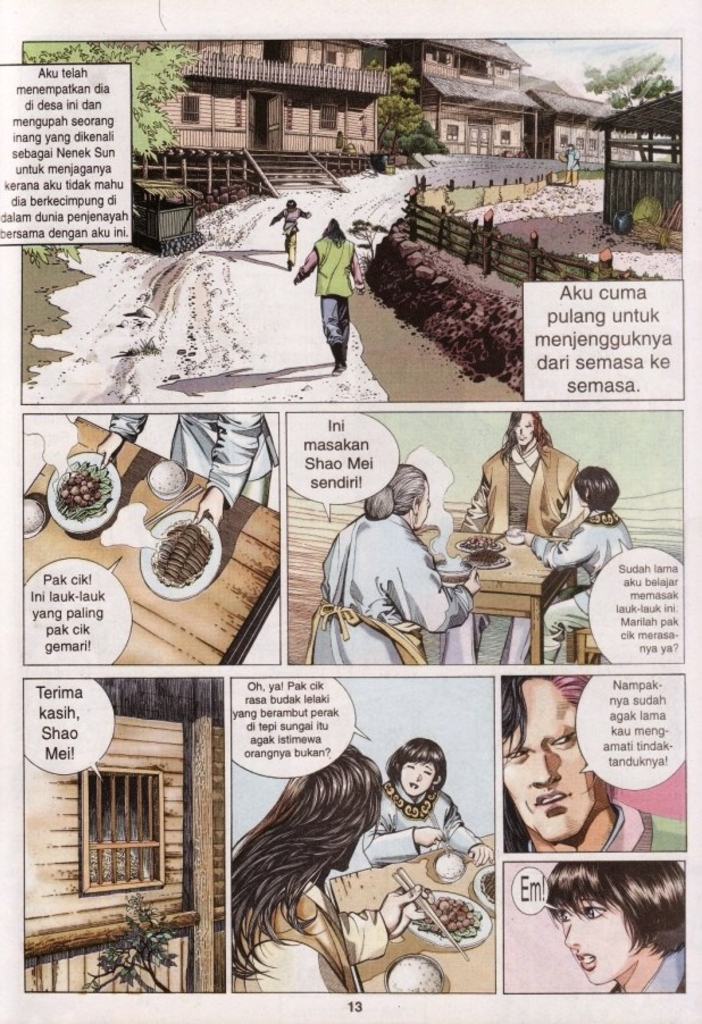 Aku telah
menempatkan dia
di desa ini dan
mengupah seorang
inang yang dikenali
sebagai Nenek Sun
untuk menjaganya
kerana aku tidak mahu
dia berkecimpung di
dalam dunia penjenayah
bersama dengan aku ini.
Aku cuma
pulang untuk
menjengguknya
dari semasa ke
semasa.
Pak cik!
Ini lauk-lauk
yang paling
pak cik
gemari!
Ini
masakan
Shao Mei
sendiri!
Sudah lama
aku belajar
memasak
lauk-lauk ini.
Marilah pak
cik merasa-
nya ya?
Terima
kasih,
Shao
Mei!
Oh, ya! Pak cik
rasa budak lelaki
yang berambut perak
di tepi sungai itu
agak istimewa
orangnya bukan?
Nampak-
nya sudah
agak lama
kau meng-
amati tindak-
tanduknya!
Em!
13